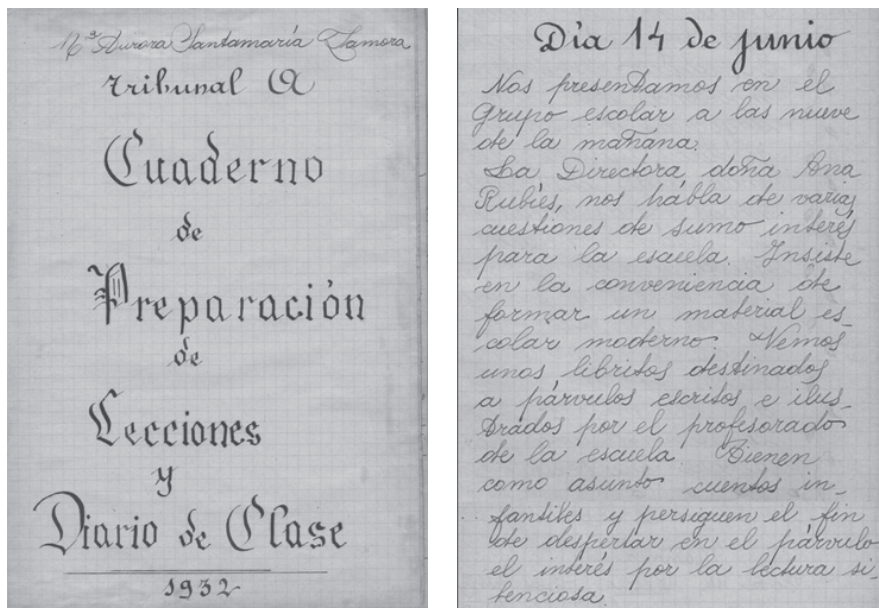 Mª Aurora Santamaría Zamora
Tribunal A
Cuaderno
de
Preparación
de
Lecciones
y
Diario de Clase
1932
Día 14 de junio
Nos presentamos en el
Grupo escolar a las nueve
de la mañana.
La Directora, doña Ana
Rubiés, nos habla de varias
cuestiones de sumo interés
para la escuela. Insiste
en la conveniencia de
formar un material es_
colar moderno. Vemos
unos libritos destinados
a párvulos escritos e ilus_
trados por el profesorado
de la escuela Tienen
como asunto cuentos in_
fantiles y persiguen el fin
de despertar en el párvulo
el interés por la lectura si_
lenciosa.